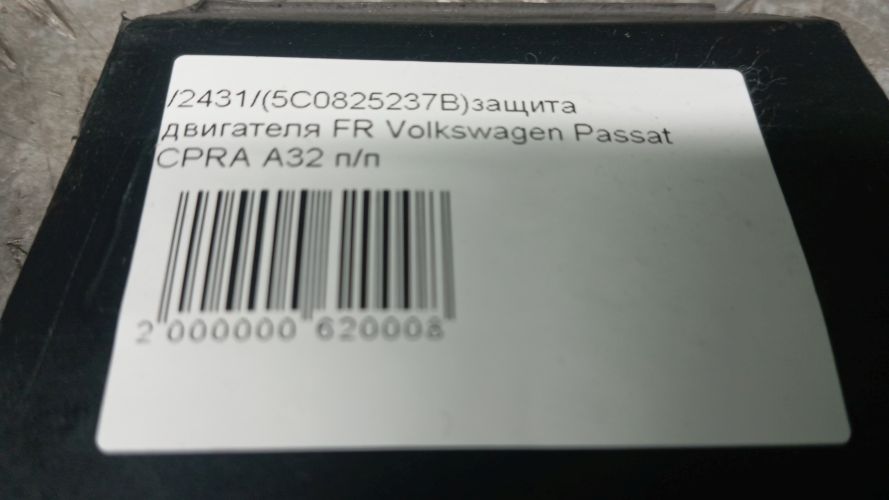 /2431/(5C0825237B)защита
двигателя FR Volkswagen Passat
CPRA A32 п/п
2 000000 620008